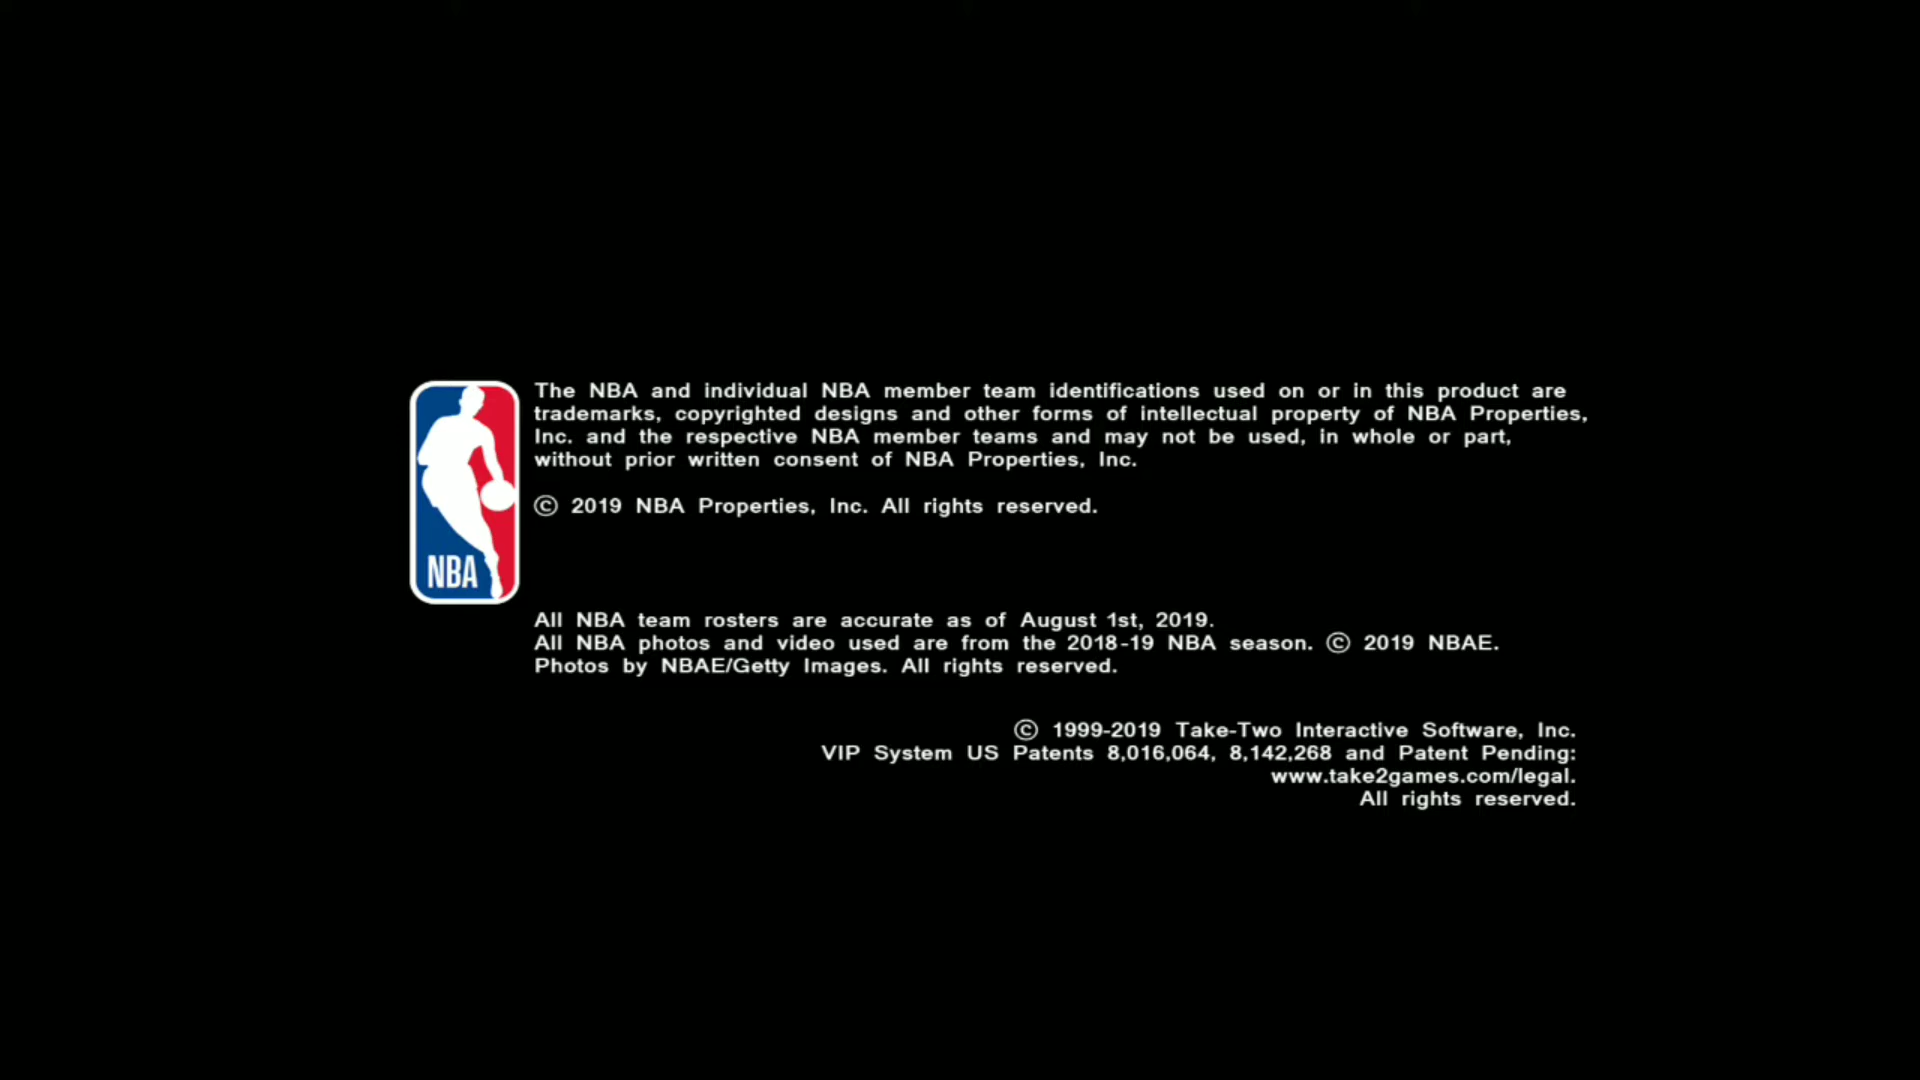 The NBA and individual NBA member team identifications used on or in this product are
trademarks, copyrighted designs and other forms of intellectual property of NBA Properties,
Inc. and the respective NBA member teams and may not be used, in whole or part,
without prior written consent of NBA Properties, Inc.
© 2019 NBA Properties, Inc. All rights reserved.
NBA
All NBA team rosters are accurate as of August 1st, 2019.
All NBA photos and video used are from the 2018-19 NBA season. © 2019 NBAE.
Photos by NBAE/Getty Images. All rights reserved.
© 1999-2019 Take-Two Interactive Software, Inc.
VIP System US Patents 8,016,064, 8,142,268 and Patent Pending:
www.take2games.com/legal.
All rights reserved.